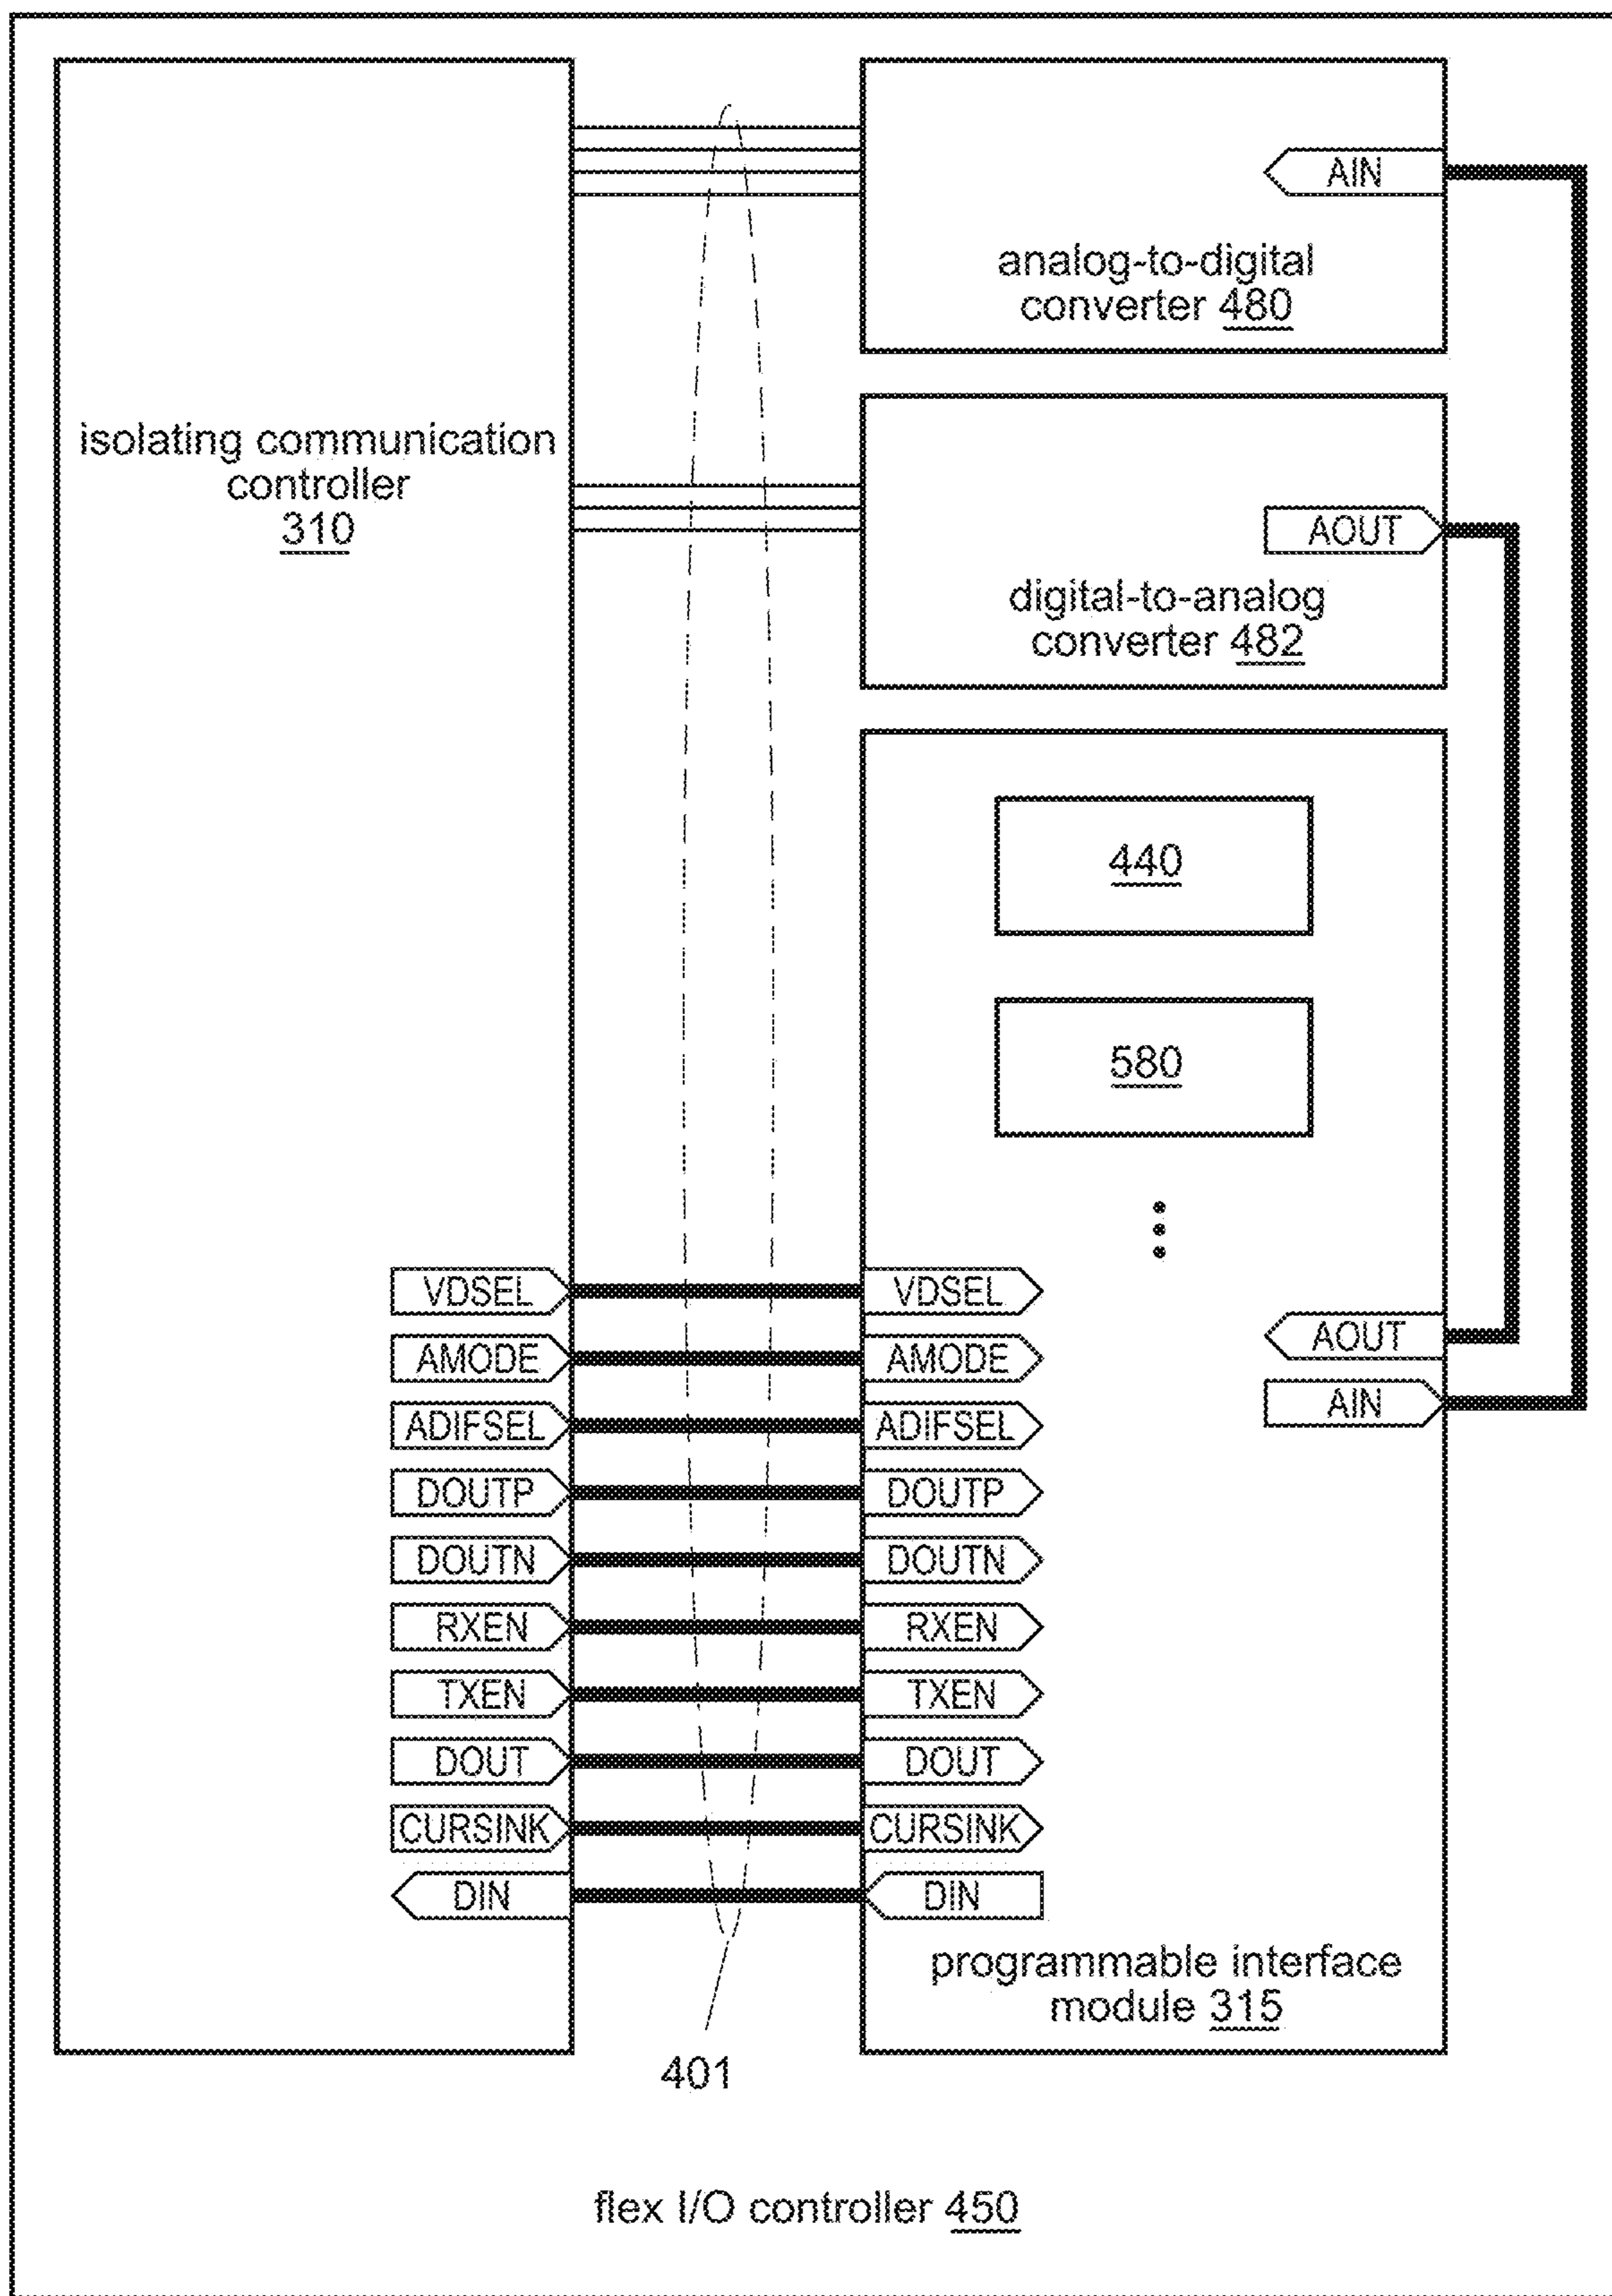 isolating communication
controller
310
AIN
analog-to-digital
converter 480
AOUT
digital-to-analog
converter 482
440
580
VDSEL VDSEL
AOUT
AMODE AMODE
AIN
ADIFSEL ADIFSEL
DOUTP DOUTP
DOUTN DOUTN
RXEN RXEN
TXEN TXEN
DOUT DOUT
CURSINK CURSINK
DIN DIN
programmable interface
module 315
401
flex I/O controller 450